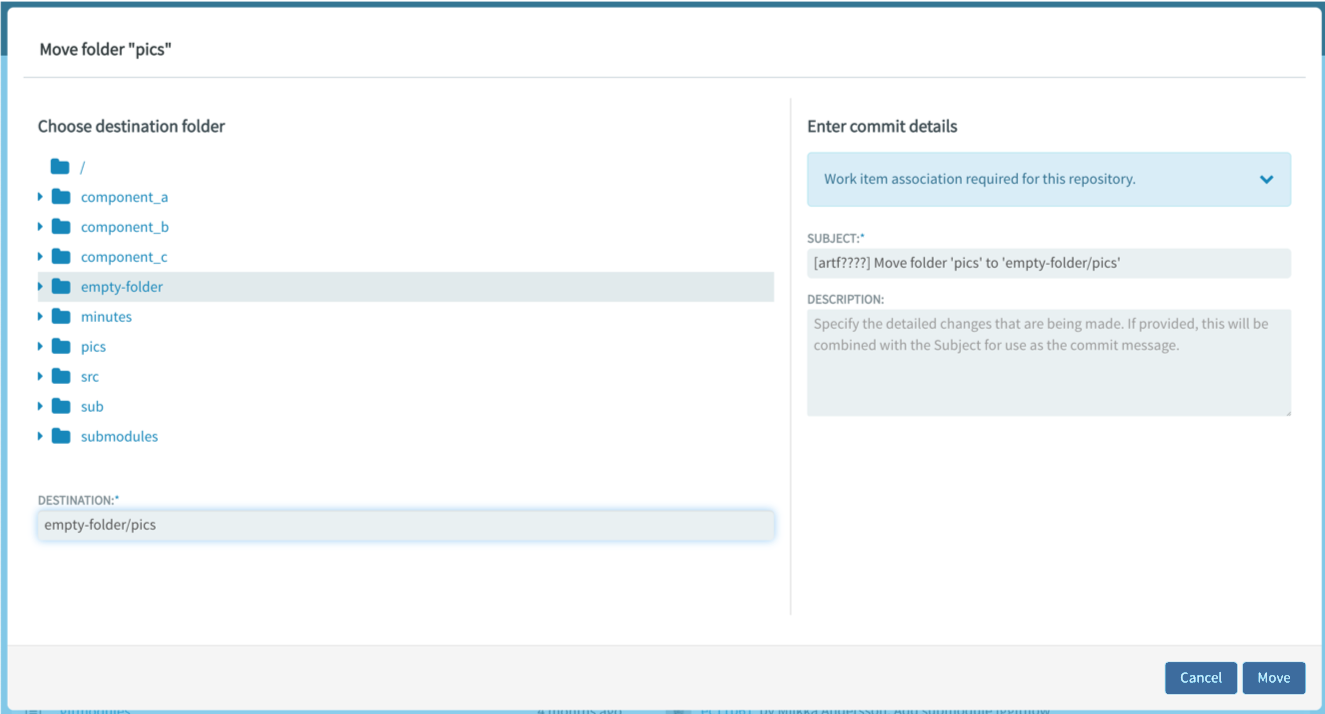 Move folder "pics"
Choose destination folder
/
component_a
component_b
component_c
empty-folder
minutes
pics
src
sub
submodules
DESTINATION:*
empty-folder/pics
Enter commit details
Work item association required for this repository.
SUBJECT:*
[artf????] Move folder 'pics' to 'empty-folder/pics'
DESCRIPTION:
Specify the detailed changes that are being made. If provided, this will be
combined with the Subject for use as the commit message.
Cancel
Move